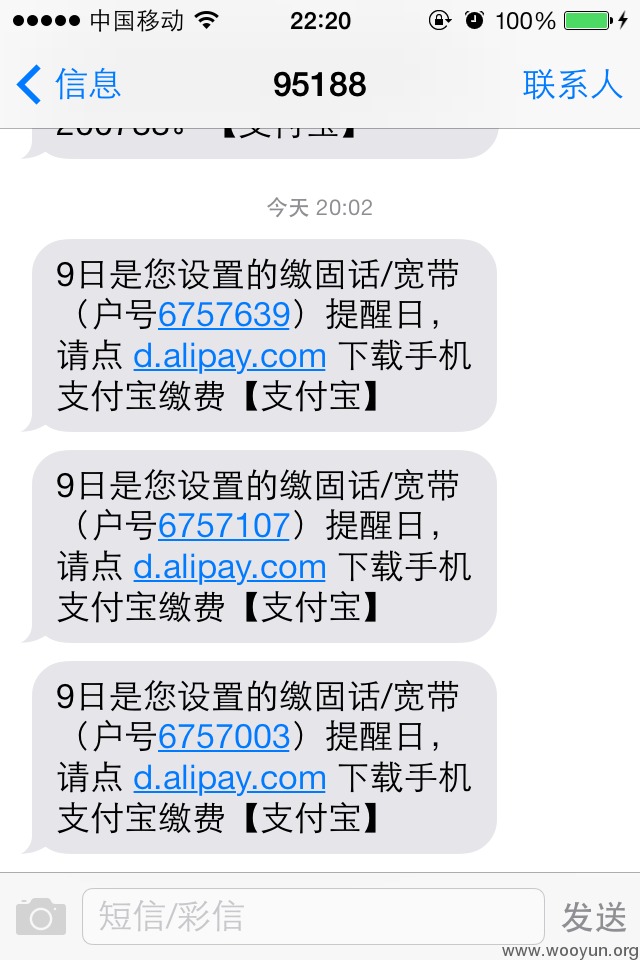 中国移动 22:20 100%
信息 95188 联系人
【支付宝】
今天 20:02
9日是您设置的缴固话/宽带
（户号6757639）提醒日，
请点 d.alipay.com 下载手机
支付宝缴费【支付宝】
9日是您设置的缴固话/宽带
（户号6757107）提醒日，
请点 d.alipay.com 下载手机
支付宝缴费【支付宝】
9日是您设置的缴固话/宽带
（户号6757003）提醒日，
请点 d.alipay.com 下载手机
支付宝缴费【支付宝】
短信/彩信 发送
www.wooyun.org